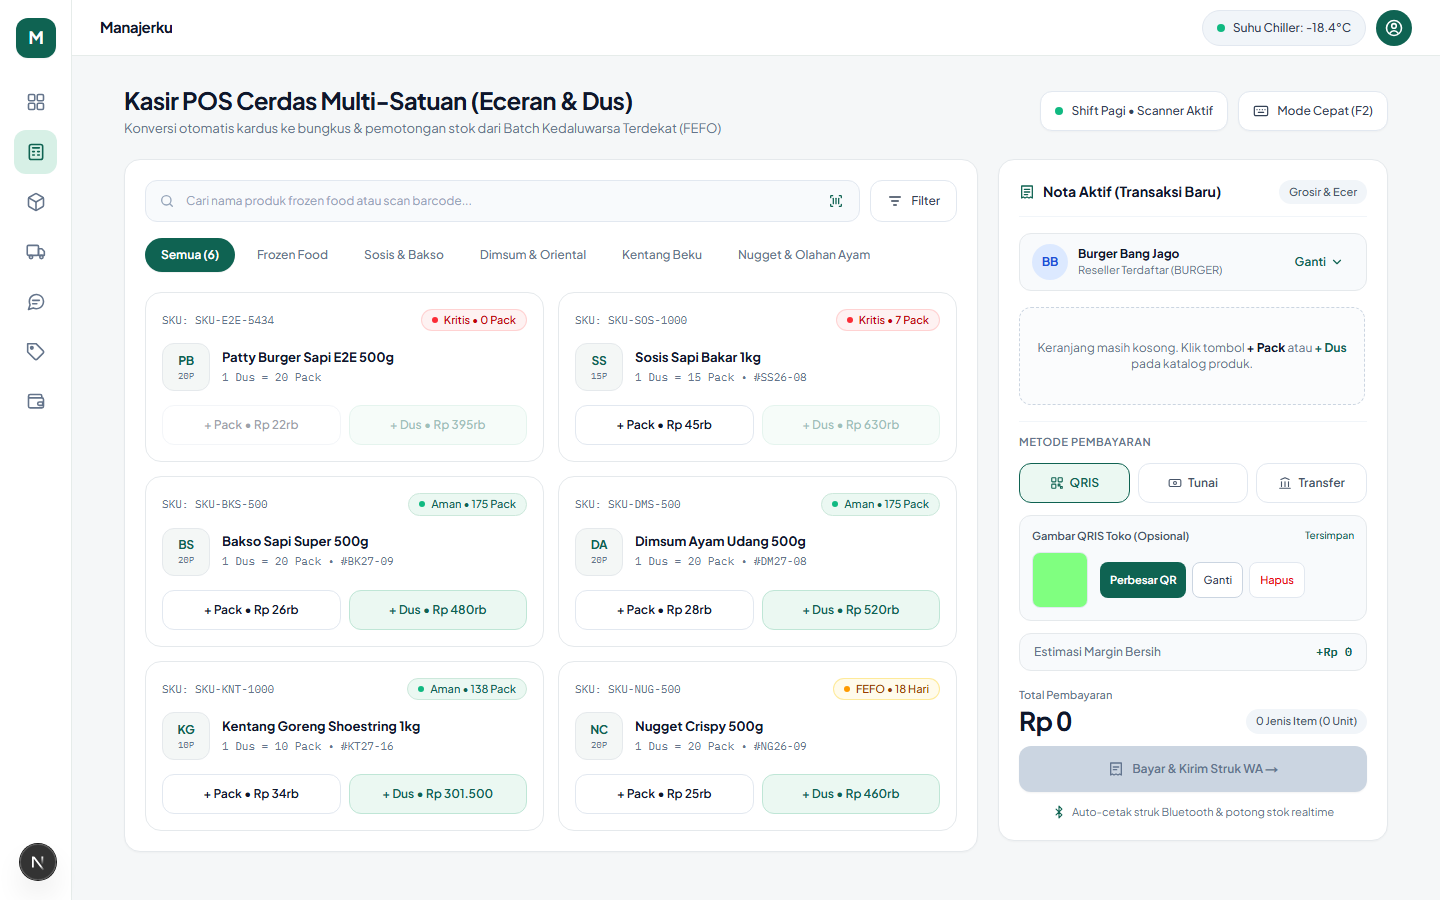 M
Manajerku
Suhu Chiller: -18.4°C
Kasir POS Cerdas Multi-Satuan (Eceran & Dus)
Konversi otomatis kardus ke bungkus & pemotongan stok dari Batch Kedaluwarsa Terdekat (FEFO)
Shift Pagi • Scanner Aktif
Mode Cepat (F2)
Cari nama produk frozen food atau scan barcode...
Filter
Semua (6)
Frozen Food
Sosis & Bakso
Dimsum & Oriental
Kentang Beku
Nugget & Olahan Ayam
SKU: SKU-E2E-5434
Kritis • 0 Pack
PB
20P
Patty Burger Sapi E2E 500g
1 Dus = 20 Pack
+ Pack • Rp 22rb
+ Dus • Rp 395rb
SKU: SKU-SOS-1000
Kritis • 7 Pack
SS
15P
Sosis Sapi Bakar 1kg
1 Dus = 15 Pack • #SS26-08
+ Pack • Rp 45rb
+ Dus • Rp 630rb
SKU: SKU-BKS-500
Aman • 175 Pack
BS
20P
Bakso Sapi Super 500g
1 Dus = 20 Pack • #BK27-09
+ Pack • Rp 26rb
+ Dus • Rp 480rb
SKU: SKU-DMS-500
Aman • 175 Pack
DA
20P
Dimsum Ayam Udang 500g
1 Dus = 20 Pack • #DM27-08
+ Pack • Rp 28rb
+ Dus • Rp 520rb
SKU: SKU-KNT-1000
Aman • 138 Pack
KG
10P
Kentang Goreng Shoestring 1kg
1 Dus = 10 Pack • #KT27-16
+ Pack • Rp 34rb
+ Dus • Rp 301.500
SKU: SKU-NUG-500
FEFO • 18 Hari
NC
20P
Nugget Crispy 500g
1 Dus = 20 Pack • #NG26-09
+ Pack • Rp 25rb
+ Dus • Rp 460rb
Nota Aktif (Transaksi Baru)
Grosir & Ecer
BB
Burger Bang Jago
Reseller Terdaftar (BURGER)
Ganti
Keranjang masih kosong. Klik tombol + Pack atau + Dus
pada katalog produk.
METODE PEMBAYARAN
QRIS
Tunai
Transfer
Gambar QRIS Toko (Opsional)
Tersimpan
Perbesar QR
Ganti
Hapus
Estimasi Margin Bersih
+Rp 0
Total Pembayaran
Rp 0
0 Jenis Item (0 Unit)
Bayar & Kirim Struk WA →
Auto-cetak struk Bluetooth & potong stok realtime
N